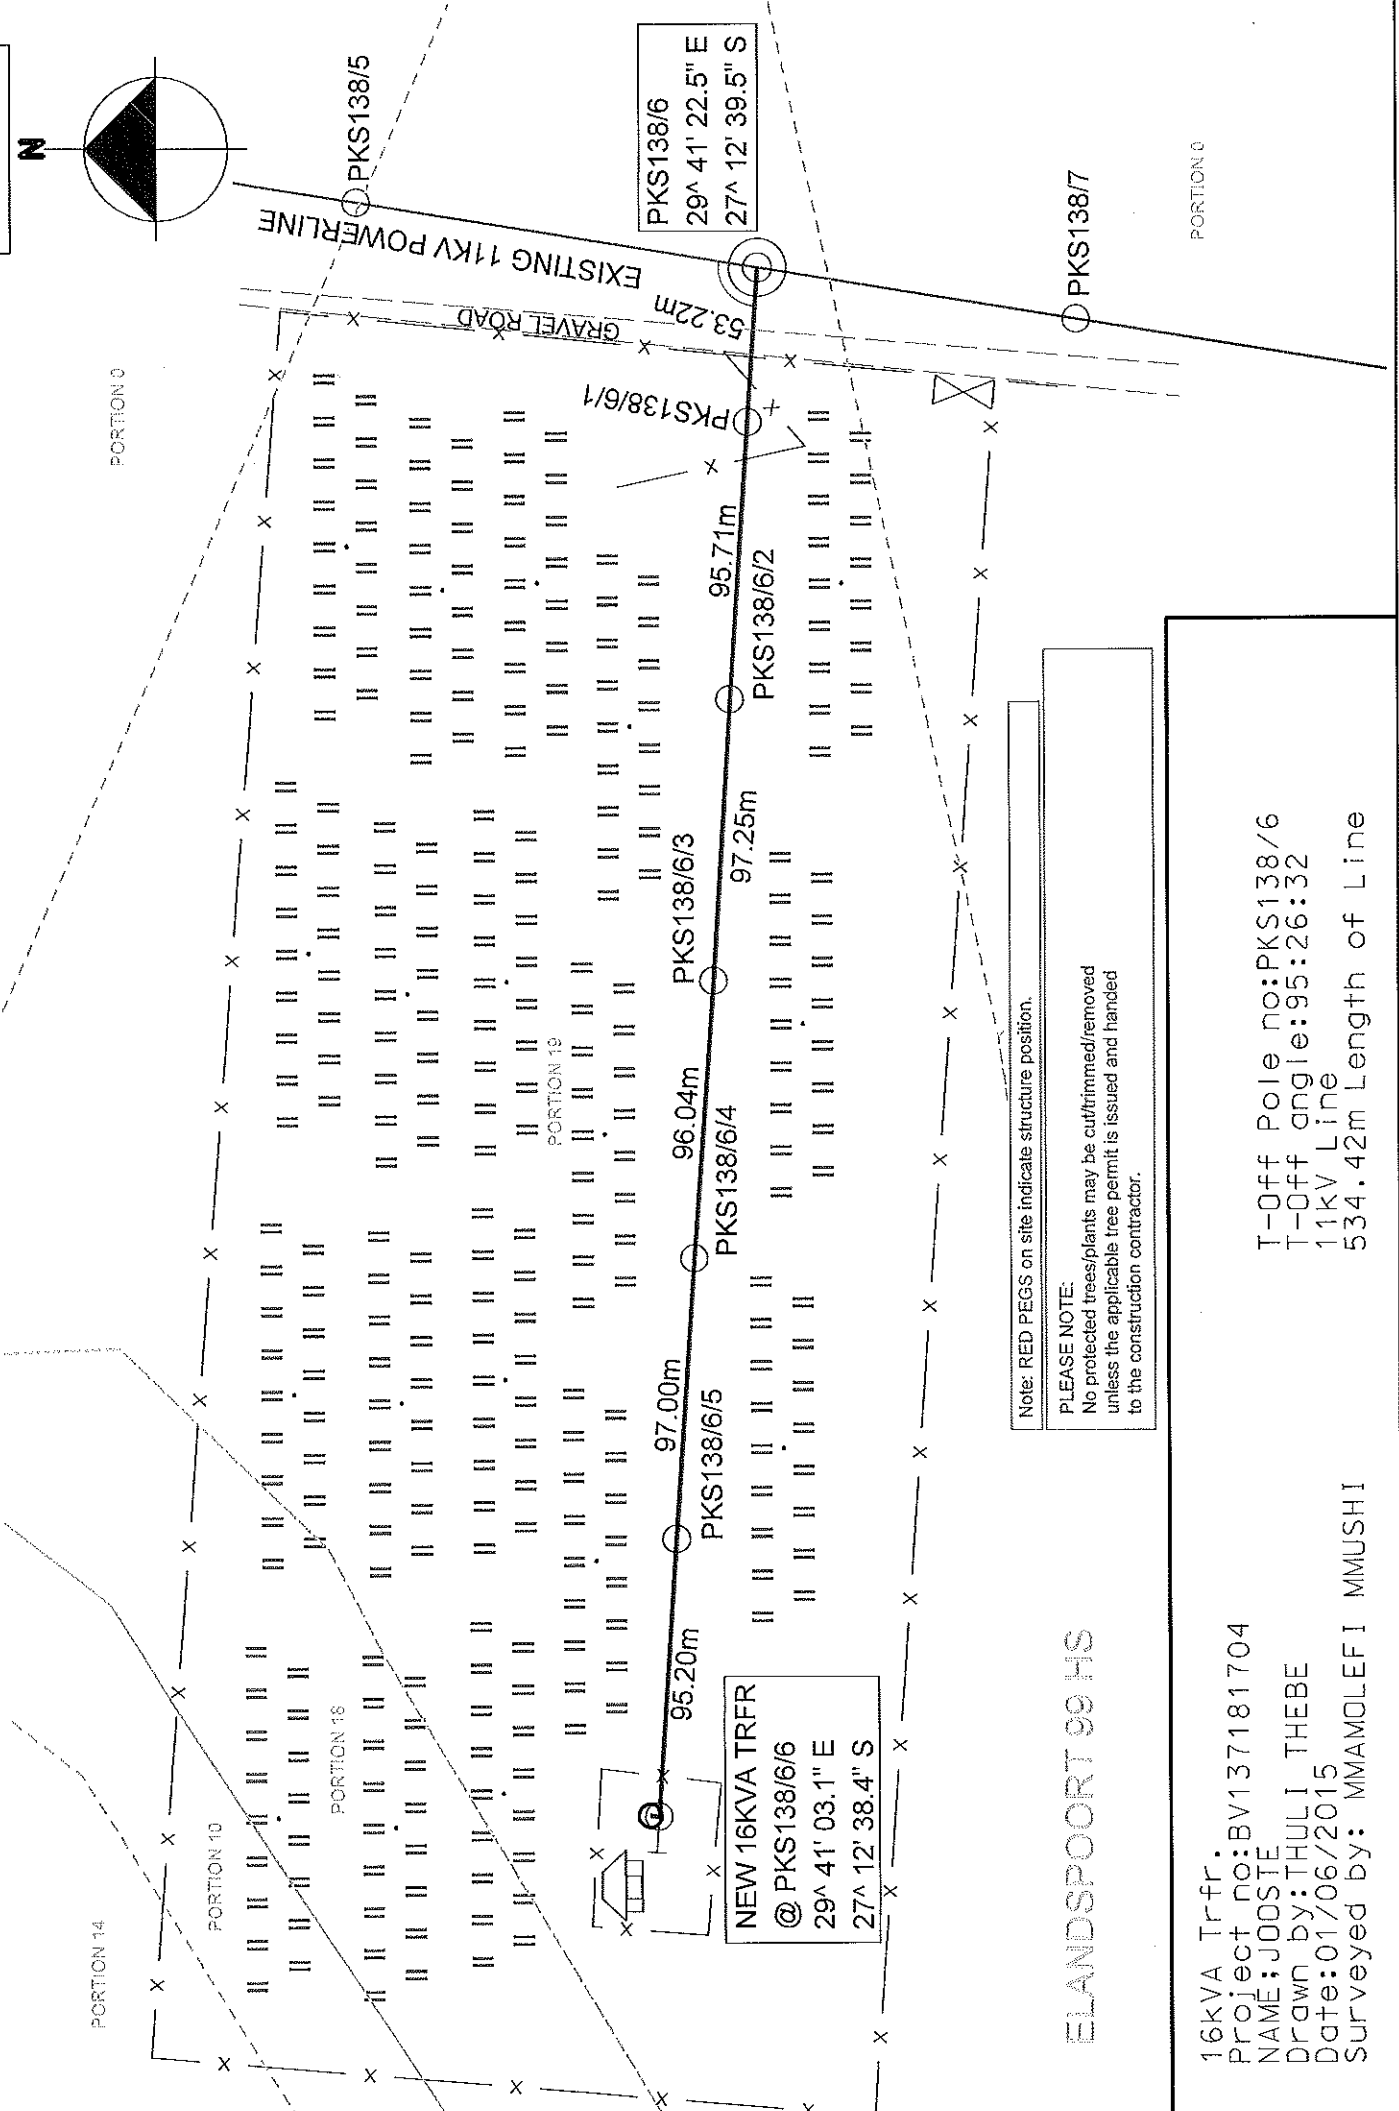 N
PORTION 0
PKS138/5
EXISTING 11KV POWERLINE
GRAVEL ROAD
PKS138/6
29^ 41' 22.5" E
27^ 12' 39.5" S
53.22m
PKS138/6/1
PKS138/7
PORTION 0
95.71m
PKS138/6/2
97.25m
PKS138/6/3
96.04m
PKS138/6/4
PORTION 19
97.00m
PKS138/6/5
95.20m
NEW 16KVA TRFR
@ PKS138/6/6
29^ 41' 03.1" E
27^ 12' 38.4" S
PORTION 14
PORTION 10
PORTION 18
Note: RED PEGS on site indicate structure position.
PLEASE NOTE:
No protected trees/plants may be cut/trimmed/removed
unless the applicable tree permit is issued and handed
to the construction contractor.
ELANDSPOORT 99 HS
16kVA Trfr.
Project no:BV137181704
NAME:JOOSTE
Drawn by:THULI THEBE
Date:01/06/2015
Surveyed by: MMAMOLEFI MMUSHI
T-Off Pole no:PKS138/6
T-Off angle:95:26:32
11kV Line
534.42m Length of Line